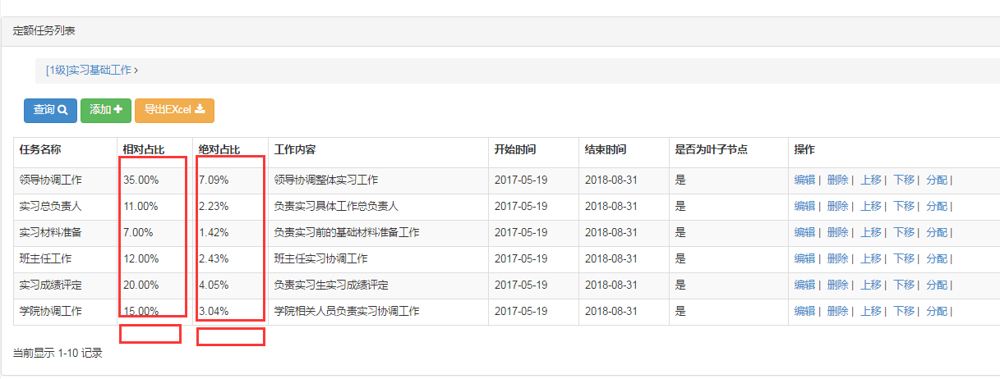 定额任务列表
[1级]实习基础工作 >
查询 添加 导出EXcel
任务名称 相对占比 绝对占比 工作内容 开始时间 结束时间 是否为叶子节点 操作
领导协调工作 35.00% 7.09% 领导协调整体实习工作 2017-05-19 2018-08-31 是 编辑 | 删除 | 上移 | 下移 | 分配 |
实习总负责人 11.00% 2.23% 负责实习具体工作总负责人 2017-05-19 2018-08-31 是 编辑 | 删除 | 上移 | 下移 | 分配 |
实习材料准备 7.00% 1.42% 负责实习前的基础材料准备工作 2017-05-19 2018-08-31 是 编辑 | 删除 | 上移 | 下移 | 分配 |
班主任工作 12.00% 2.43% 班主任实习协调工作 2017-05-19 2018-08-31 是 编辑 | 删除 | 上移 | 下移 | 分配 |
实习成绩评定 20.00% 4.05% 负责实习生实习成绩评定 2017-05-19 2018-08-31 是 编辑 | 删除 | 上移 | 下移 | 分配 |
学院协调工作 15.00% 3.04% 学院相关人员负责实习协调工作 2017-05-19 2018-08-31 是 编辑 | 删除 | 上移 | 下移 | 分配 |
当前显示 1-10 记录